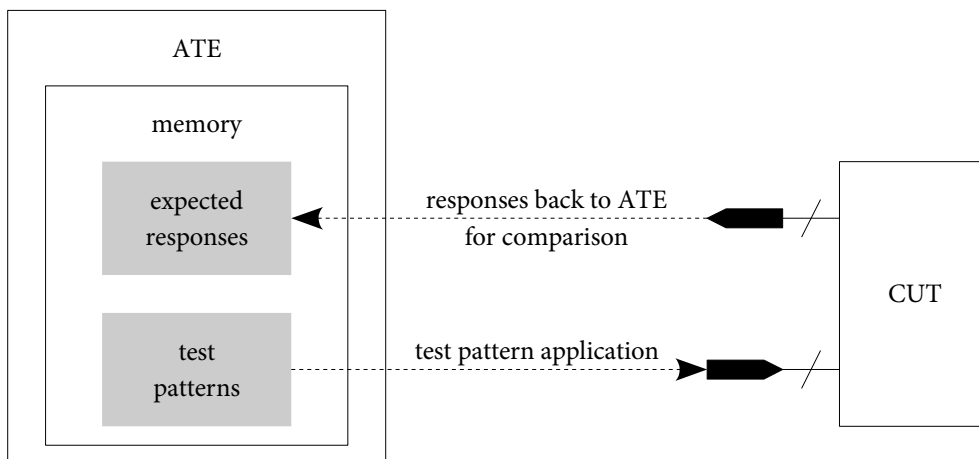 ATE
memory
expected
responses
responses back to ATE
for comparison
CUT
test
patterns
test pattern application